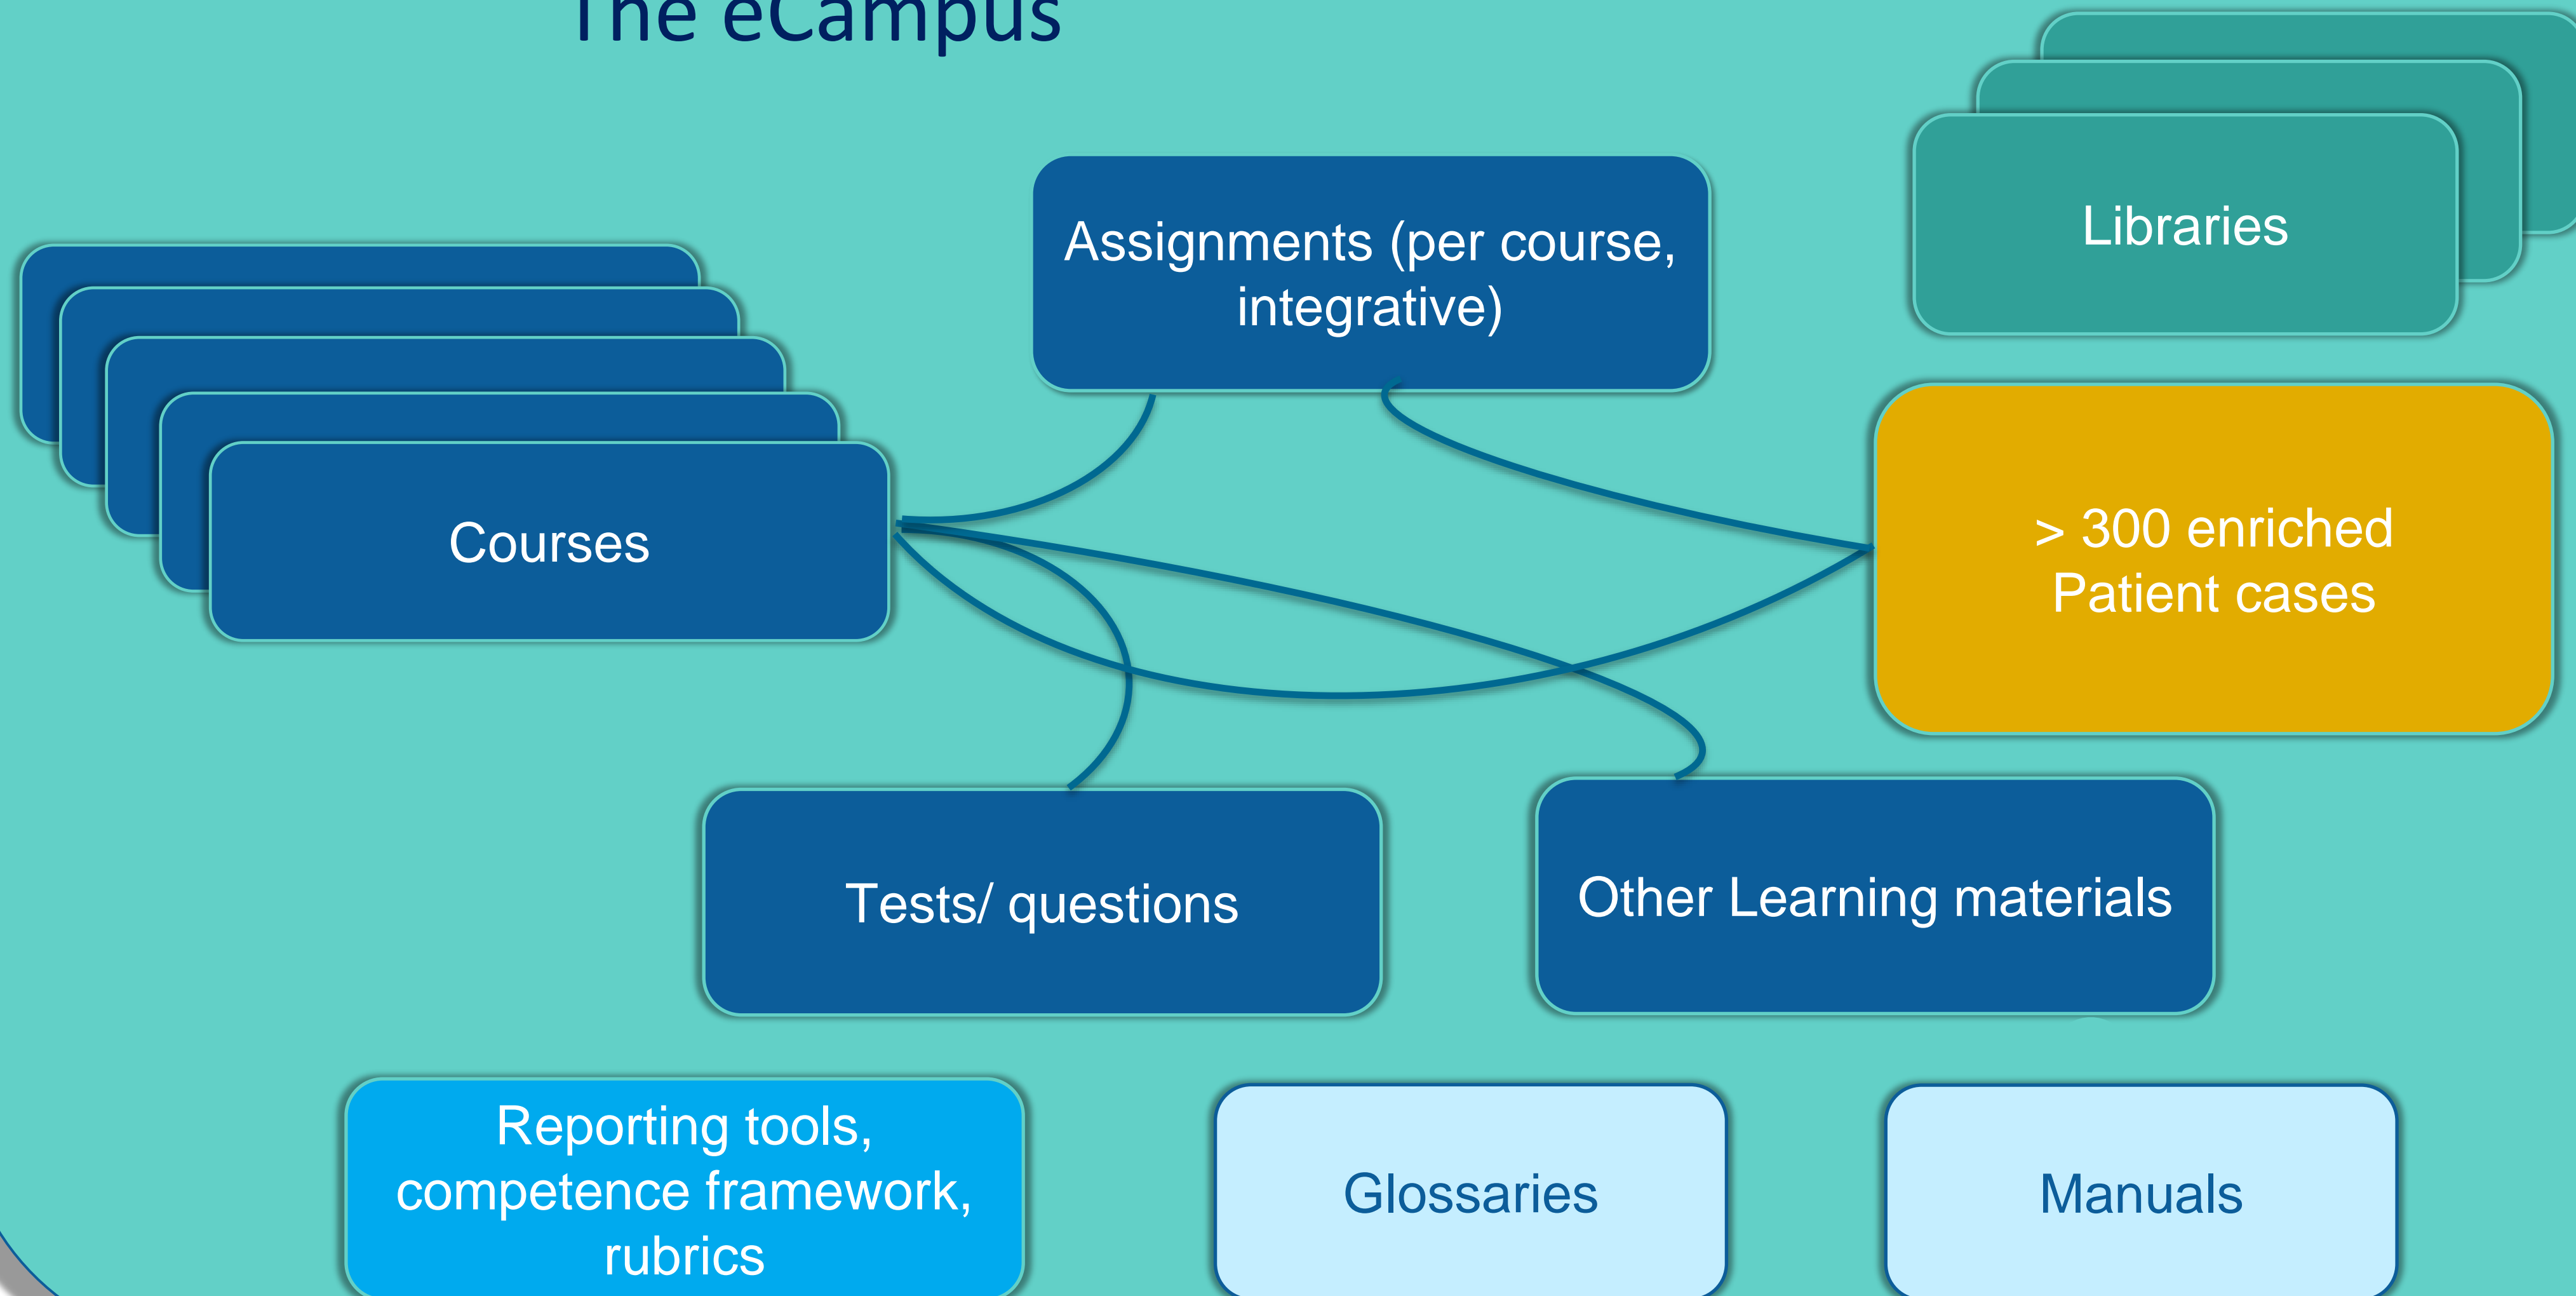 The eCampus
Libraries
Assignments (per course,
integrative)
Courses
> 300 enriched
Patient cases
Tests/ questions
Other Learning materials
Reporting tools,
competence framework,
rubrics
Glossaries
Manuals